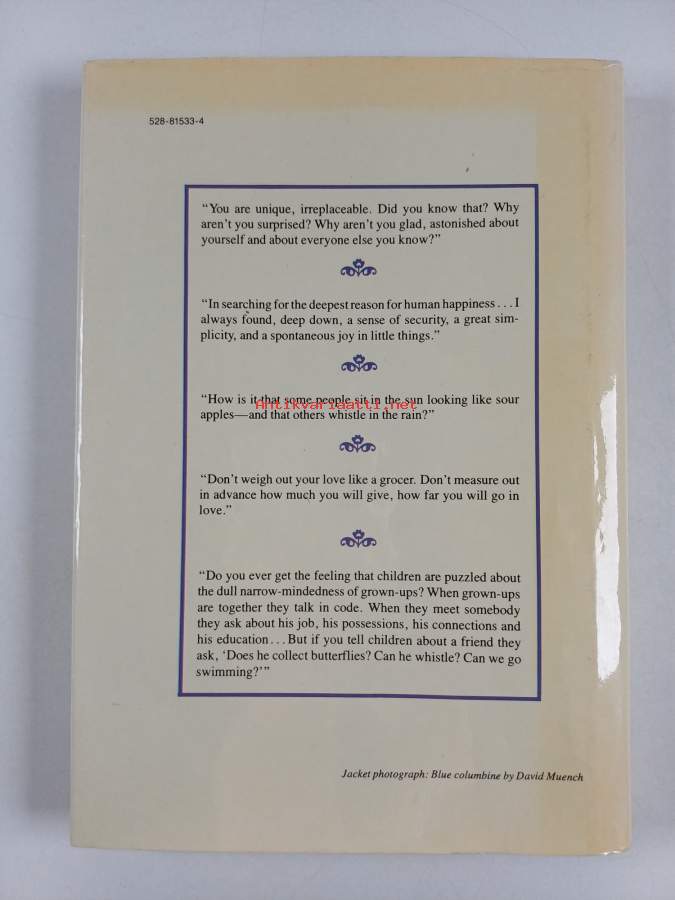 528-81533-4
“You are unique, irreplaceable. Did you know that? Why
aren’t you surprised? Why aren’t you glad, astonished about
yourself and about everyone else you know?”
“In searching for the deepest reason for human happiness . . . I
always found, deep down, a sense of security, a great sim-
plicity, and a spontaneous joy in little things.”
“How is it that some people sit in the sun looking like sour
Antikvariaatti.net
apples—and that others whistle in the rain?”
“Don’t weigh out your love like a grocer. Don’t measure out
in advance how much you will give, how far you will go in
love.”
“Do you ever get the feeling that children are puzzled about
the dull narrow-mindedness of grown-ups? When grown-ups
are together they talk in code. When they meet somebody
they ask about his job, his possessions, his connections and
his education . . . But if you tell children about a friend they
ask, ‘Does he collect butterflies? Can he whistle? Can we go
swimming?’”
Jacket photograph: Blue columbine by David Muench